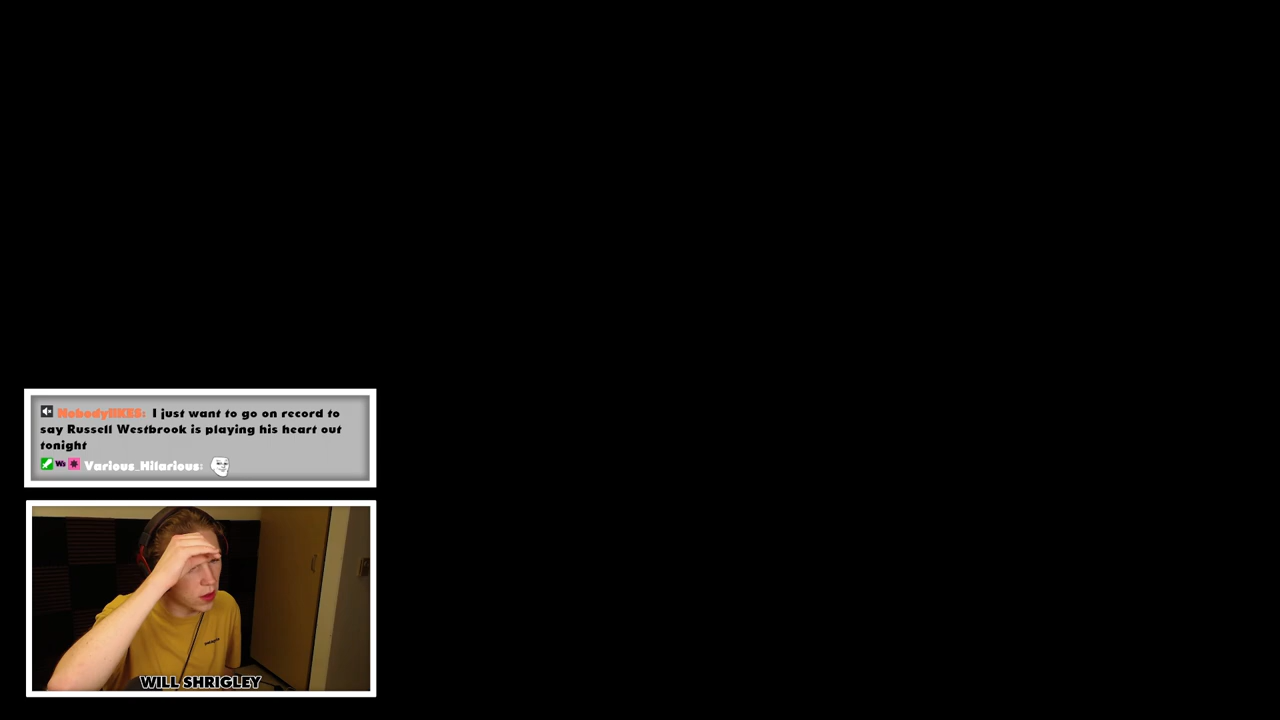 NobodyliKES: I just want to go on record to
say Russell Westbrook is playing his heart out
tonight
Various_Hilarious:
WILL SHRIGLEY